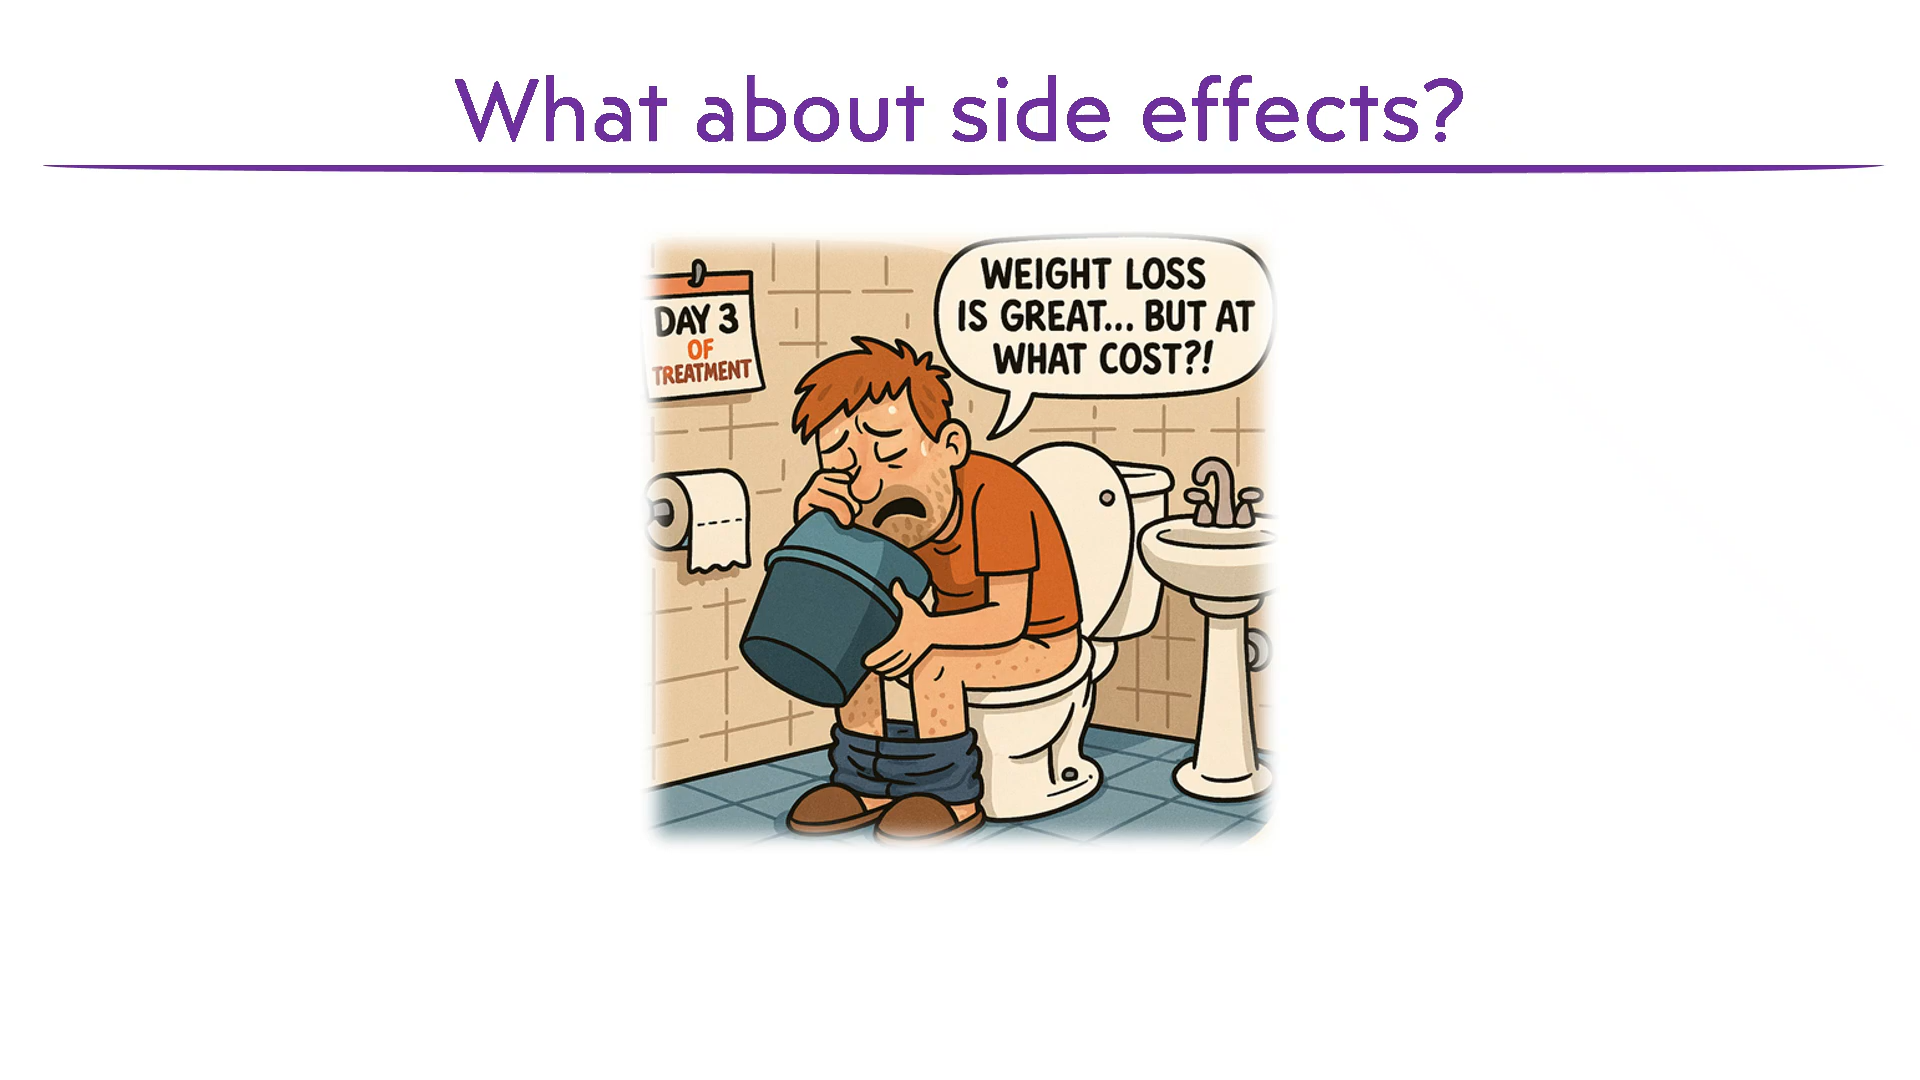 What about side effects?
DAY 3
OF
TREATMENT
WEIGHT LOSS
IS GREAT... BUT AT
WHAT COST?!